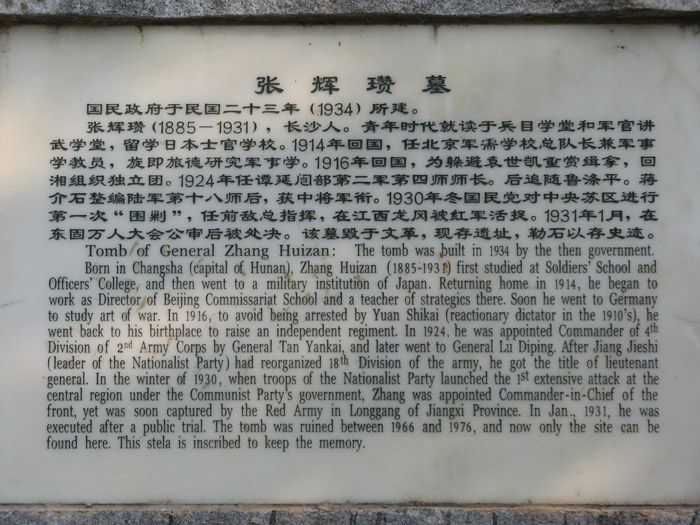 张辉瓒墓
国民政府于民国二十三年（1934）所建。
张辉瓒（1885－1931），长沙人。青年时代就读于兵目学堂和军官讲
武学堂，留学日本士官学校。1914年回国，任北京军需学校总队长兼军事
学教员，旋即旅德研究军事学。1916年回国，为躲避袁世凯重赏缉拿，回
湘组织独立团。1924年任谭延闿部第二军第四师师长。后追随鲁涤平。蒋
介石整编陆军第十八师后，获中将军衔。1930年冬国民党对中央苏区进行
第一次“围剿”，任前敌总指挥，在江西龙冈被红军活捉。1931年1月，在
东固万人大会公审后被处决。该墓毁于文革，现存遗址，勒石以存史迹。
Tomb of General Zhang Huizan: The tomb was built in 1934 by the then government.
Born in Changsha (capital of Hunan), Zhang Huizan (1885-1931) first studied at Soldiers' School and
Officers' College, and then went to a military institution of Japan. Returning home in 1914, he began to
work as Director of Beijing Commissariat School and a teacher of strategics there. Soon he went to Germany
to study art of war. In 1916, to avoid being arrested by Yuan Shikai (reactionary dictator in the 1910's), he
went back to his birthplace to raise an independent regiment. In 1924, he was appointed Commander of 4th
Division of 2nd Army Corps by General Tan Yankai, and later went to General Lu Diping. After Jiang Jieshi
(leader of the Nationalist Party) had reorganized 18th Division of the army, he got the title of lieutenant
general. In the winter of 1930, when troops of the Nationalist Party launched the 1st extensive attack at the
central region under the Communist Party's government, Zhang was appointed Commander-in-Chief of the
front, yet was soon captured by the Red Army in Longgang of Jiangxi Province. In Jan., 1931, he was
executed after a public trial. The tomb was ruined between 1966 and 1976, and now only the site can be
found here. This stela is inscribed to keep the memory.